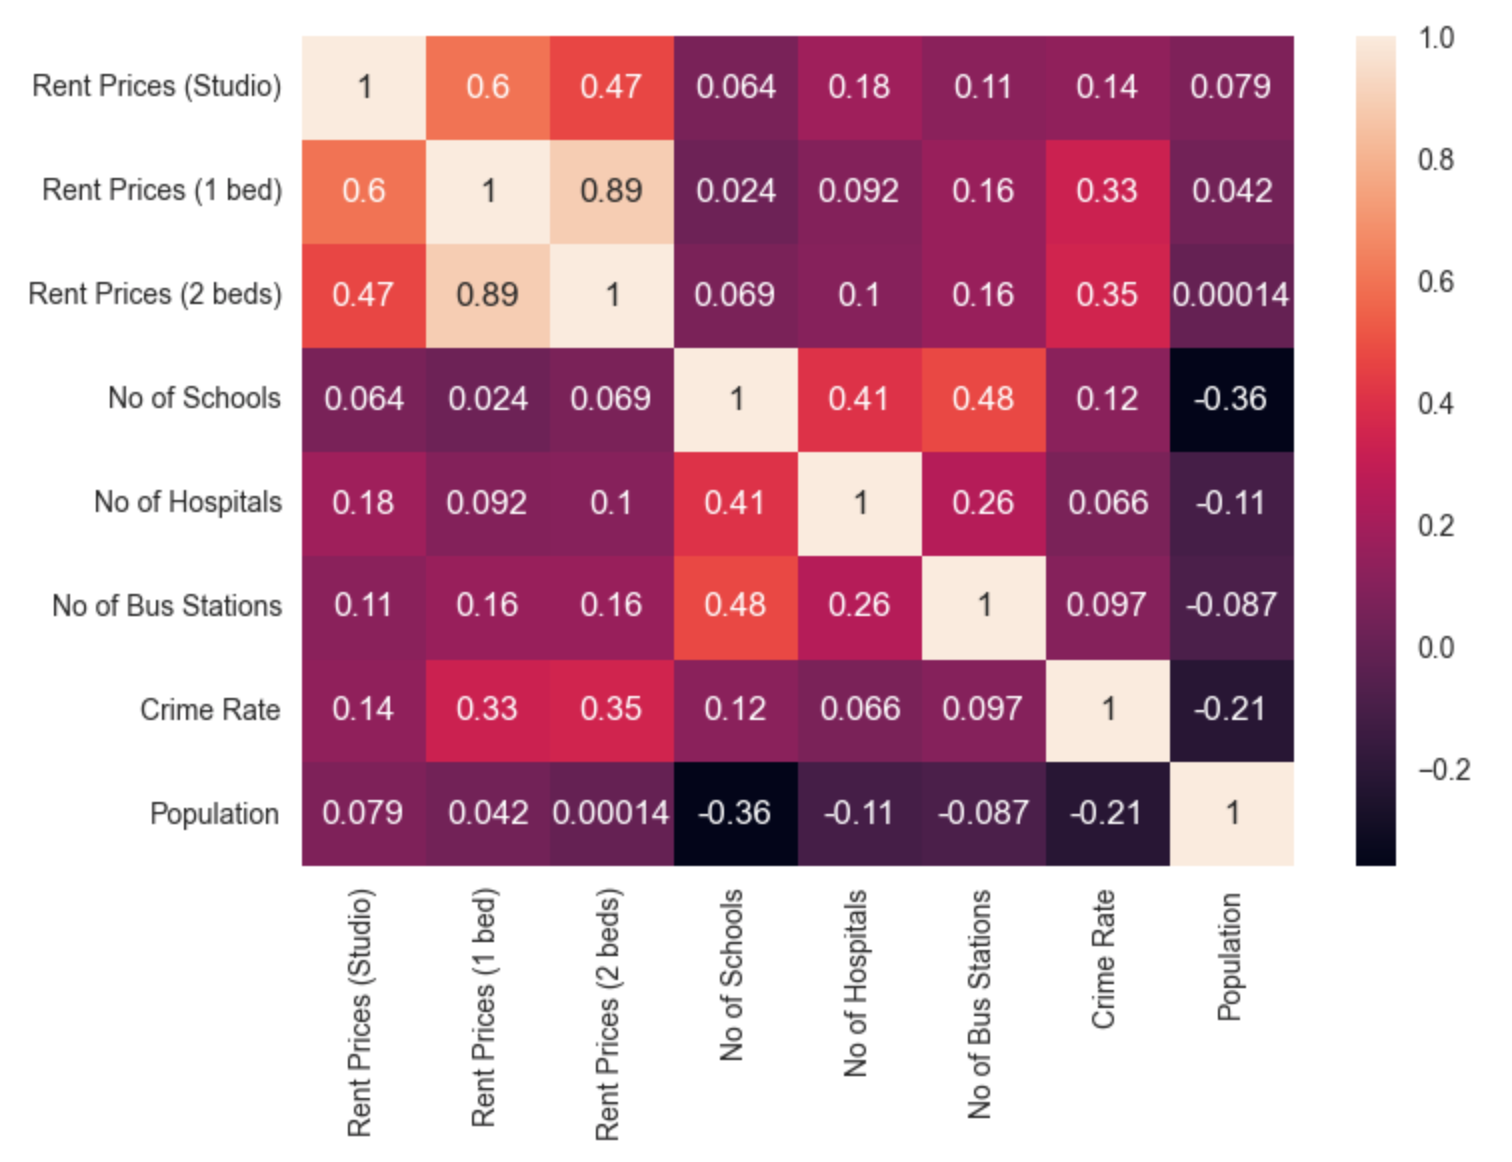 Rent Prices (Studio) 1 0.6 0.47 0.064 0.18 0.11 0.14 0.079
Rent Prices (1 bed) 0.6 1 0.89 0.024 0.092 0.16 0.33 0.042
Rent Prices (2 beds) 0.47 0.89 1 0.069 0.1 0.16 0.35 0.00014
No of Schools 0.064 0.024 0.069 1 0.41 0.48 0.12 -0.36
No of Hospitals 0.18 0.092 0.1 0.41 1 0.26 0.066 -0.11
No of Bus Stations 0.11 0.16 0.16 0.48 0.26 1 0.097 -0.087
Crime Rate 0.14 0.33 0.35 0.12 0.066 0.097 1 -0.21
Population 0.079 0.042 0.00014 -0.36 -0.11 -0.087 -0.21 1
Rent Prices (Studio)
Rent Prices (1 bed)
Rent Prices (2 beds)
No of Schools
No of Hospitals
No of Bus Stations
Crime Rate
Population
1.0
0.8
0.6
0.4
0.2
0.0
−0.2